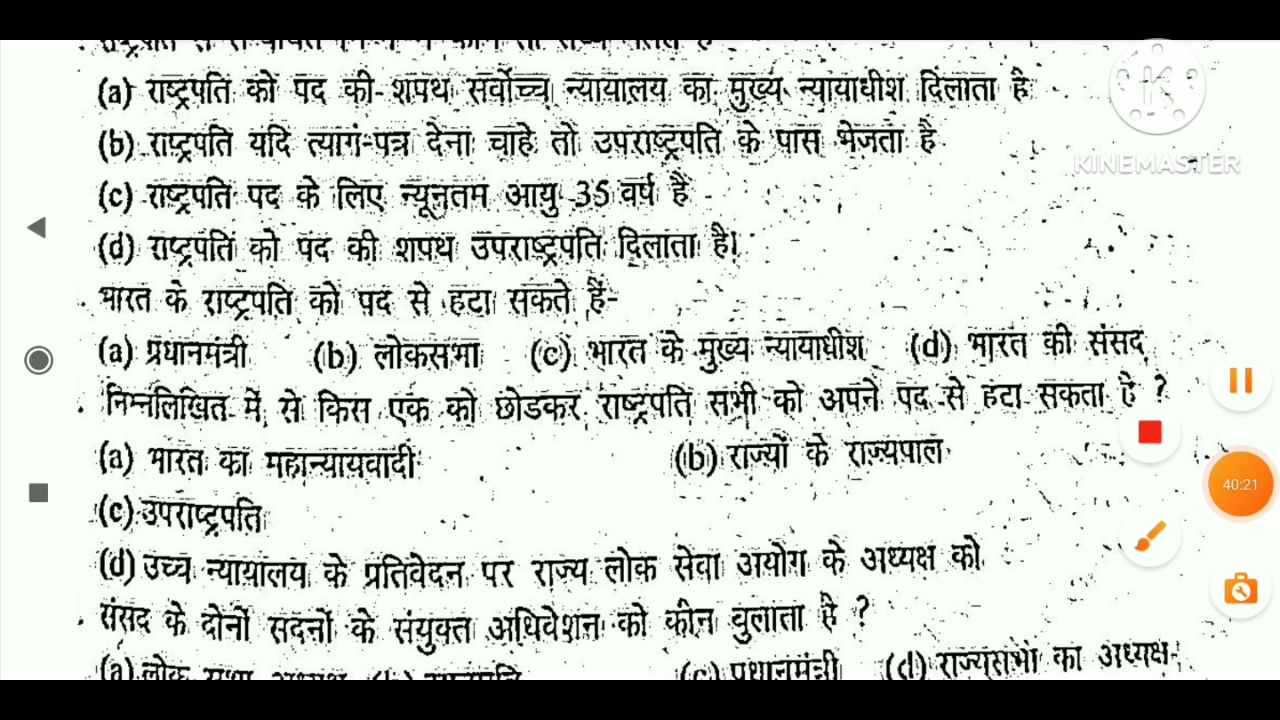 (a) राष्ट्रपति को पद की शपथ सर्वोच्च न्यायालय का मुख्य न्यायाधीश दिलाता है
(b) राष्ट्रपति यदि त्याग-पत्र देना चाहे तो उपराष्ट्रपति के पास भेजता है
(c) राष्ट्रपति पद के लिए न्यूनतम आयु 35 वर्ष हैं
(d) राष्ट्रपति को पद की शपथ उपराष्ट्रपति दिलाता है।
भारत के राष्ट्रपति को पद से हटा सकते हैं-
(a) प्रधानमंत्री (b) लोकसभा (c) भारत के मुख्य न्यायाधीश (d) भारत की संसद
निम्नलिखित में से किस एक को छोडकर राष्ट्रपति सभी को अपने पद से हटा सकता है ?
(a) भारत का महान्यायवादी (b) राज्यों के राज्यपाल
(c) उपराष्ट्रपति
(d) उच्च न्यायालय के प्रतिवेदन पर राज्य लोक सेवा अयोग के अध्यक्ष को
संसद के दोनों सदनों के संयुक्त अधिवेशन को कौन बुलाता है ?
(a) लोक (c) प्रधानमंत्री (d) राज्यसभा का अध्यक्ष
KINEMASTER
40:21